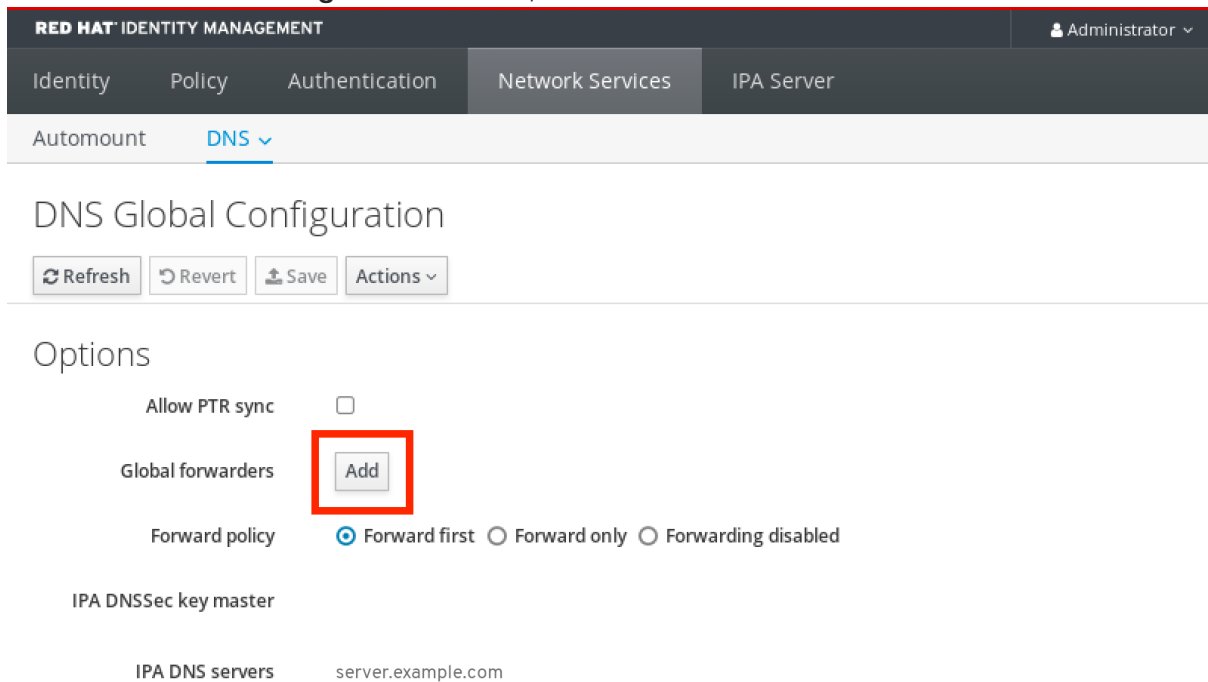 RED HAT® IDENTITY MANAGEMENT Administrator
Identity Policy Authentication Network Services IPA Server
Automount DNS
DNS Global Configuration
Refresh Revert Save Actions
Options
Allow PTR sync
Global forwarders Add
Forward policy Forward first Forward only Forwarding disabled
IPA DNSSec key master
IPA DNS servers server.example.com